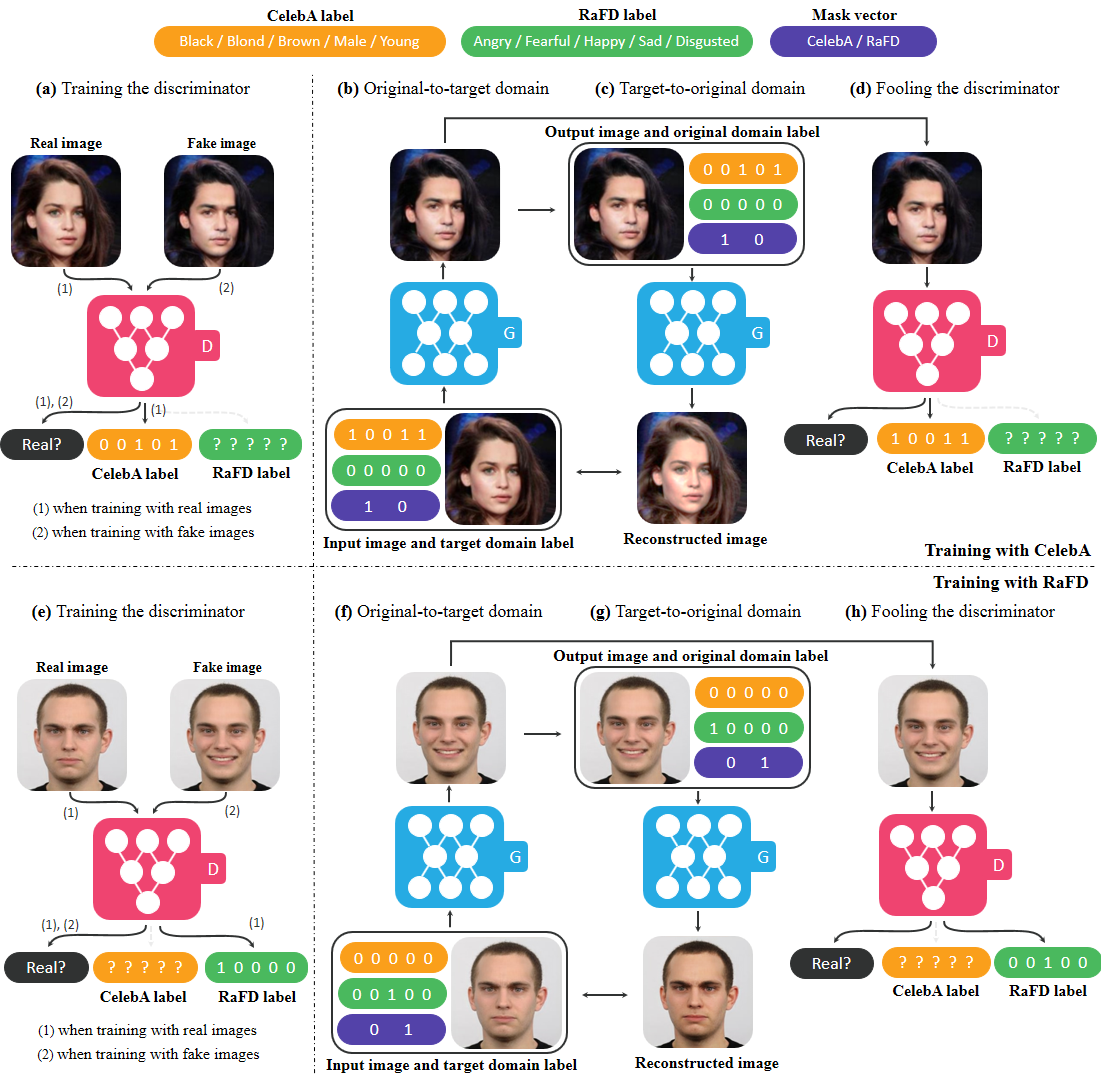 CelebA label
RaFD label
Mask vector
Black / Blond / Brown / Male / Young
Angry / Fearful / Happy / Sad / Disgusted
CelebA / RaFD
(a) Training the discriminator
(b) Original-to-target domain
(c) Target-to-original domain
(d) Fooling the discriminator
Real image
Fake image
(1)
(2)
D
(1), (2)
(1)
Real?
0 0 1 0 1
? ? ? ? ?
CelebA label
RaFD label
(1) when training with real images
(2) when training with fake images
Output image and original domain label
0 0 1 0 1
0 0 0 0 0
1 0
G
G
1 0 0 1 1
0 0 0 0 0
1 0
Input image and target domain label
Reconstructed image
D
Real?
1 0 0 1 1
? ? ? ? ?
CelebA label
RaFD label
Training with CelebA
Training with RaFD
(e) Training the discriminator
(f) Original-to-target domain
(g) Target-to-original domain
(h) Fooling the discriminator
Real image
Fake image
(1)
(2)
D
(1), (2)
(1)
Real?
? ? ? ? ?
1 0 0 0 0
CelebA label
RaFD label
(1) when training with real images
(2) when training with fake images
Output image and original domain label
0 0 0 0 0
1 0 0 0 0
0 1
G
G
0 0 0 0 0
0 0 1 0 0
0 1
Input image and target domain label
Reconstructed image
D
Real?
? ? ? ? ?
0 0 1 0 0
CelebA label
RaFD label